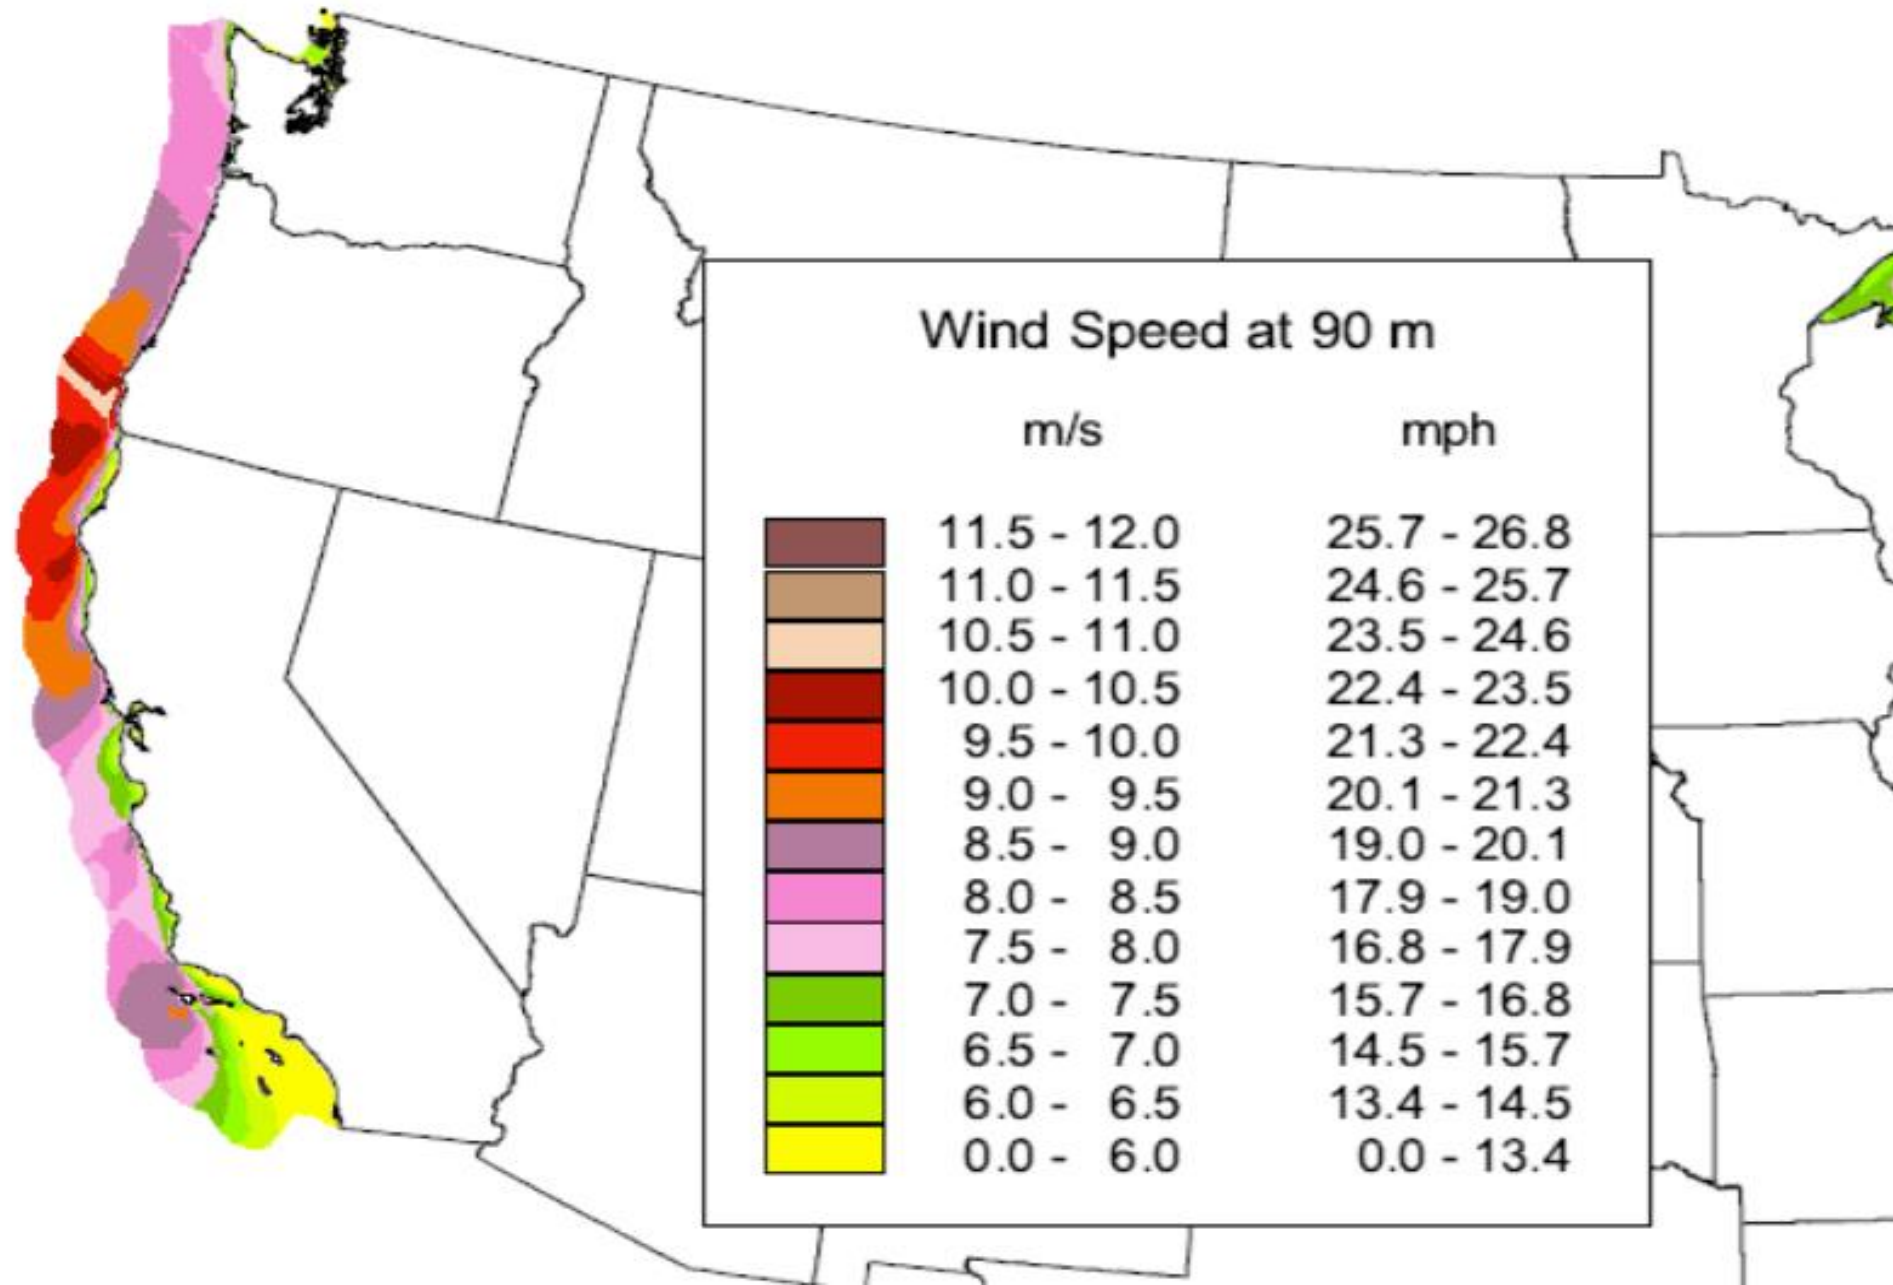 Wind Speed at 90 m
m/s mph
11.5 - 12.0 25.7 - 26.8
11.0 - 11.5 24.6 - 25.7
10.5 - 11.0 23.5 - 24.6
10.0 - 10.5 22.4 - 23.5
9.5 - 10.0 21.3 - 22.4
9.0 - 9.5 20.1 - 21.3
8.5 - 9.0 19.0 - 20.1
8.0 - 8.5 17.9 - 19.0
7.5 - 8.0 16.8 - 17.9
7.0 - 7.5 15.7 - 16.8
6.5 - 7.0 14.5 - 15.7
6.0 - 6.5 13.4 - 14.5
0.0 - 6.0 0.0 - 13.4